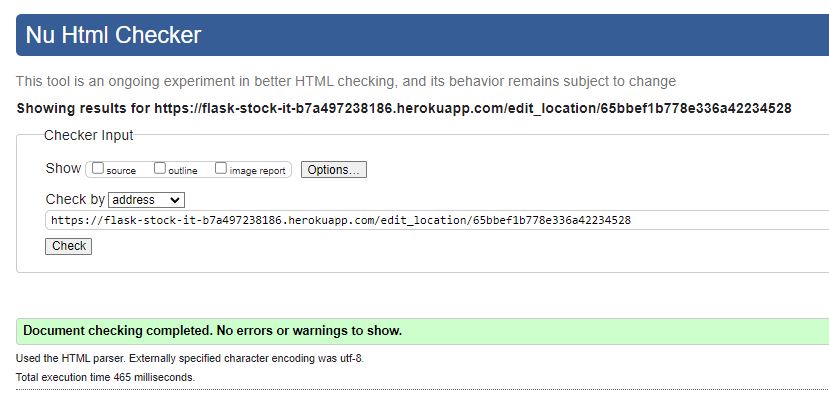 Nu Html Checker
This tool is an ongoing experiment in better HTML checking, and its behavior remains subject to change
Showing results for https://flask-stock-it-b7a497238186.herokuapp.com/edit_location/65bbef1b778e336a42234528
Checker Input
Show source outline image report Options...
Check by address
https://flask-stock-it-b7a497238186.herokuapp.com/edit_location/65bbef1b778e336a42234528
Check
Document checking completed. No errors or warnings to show.
Used the HTML parser. Externally specified character encoding was utf-8.
Total execution time 465 milliseconds.